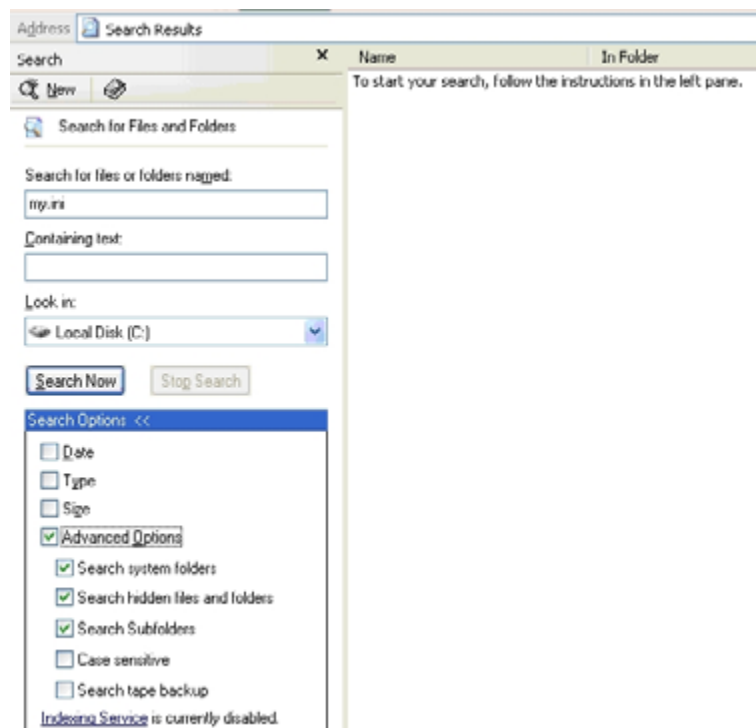 Address Search Results
Search
New
Search for Files and Folders
Search for files or folders named:
my.ini
Containing text:
Look in:
Local Disk (C:)
Search Now Stop Search
Search Options <<
Date
Type
Size
Advanced Options
Search system folders
Search hidden files and folders
Search Subfolders
Case sensitive
Search tape backup
Indexing Service is currently disabled.
Name In Folder
To start your search, follow the instructions in the left pane.